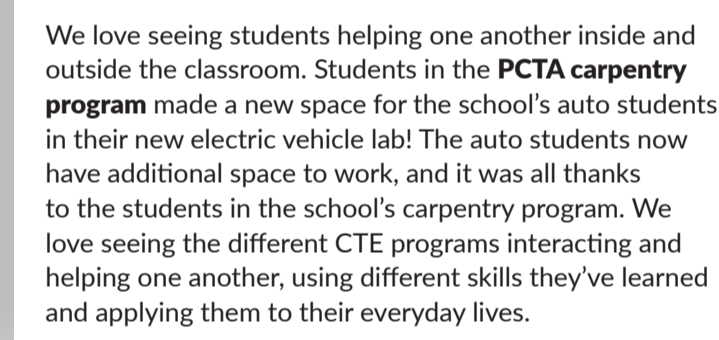 We love seeing students helping one another inside and
outside the classroom. Students in the PCTA carpentry
program made a new space for the school's auto students
in their new electric vehicle lab! The auto students now
have additional space to work, and it was all thanks
to the students in the school's carpentry program. We
love seeing the different CTE programs interacting and
helping one another, using different skills they've learned
and applying them to their everyday lives.